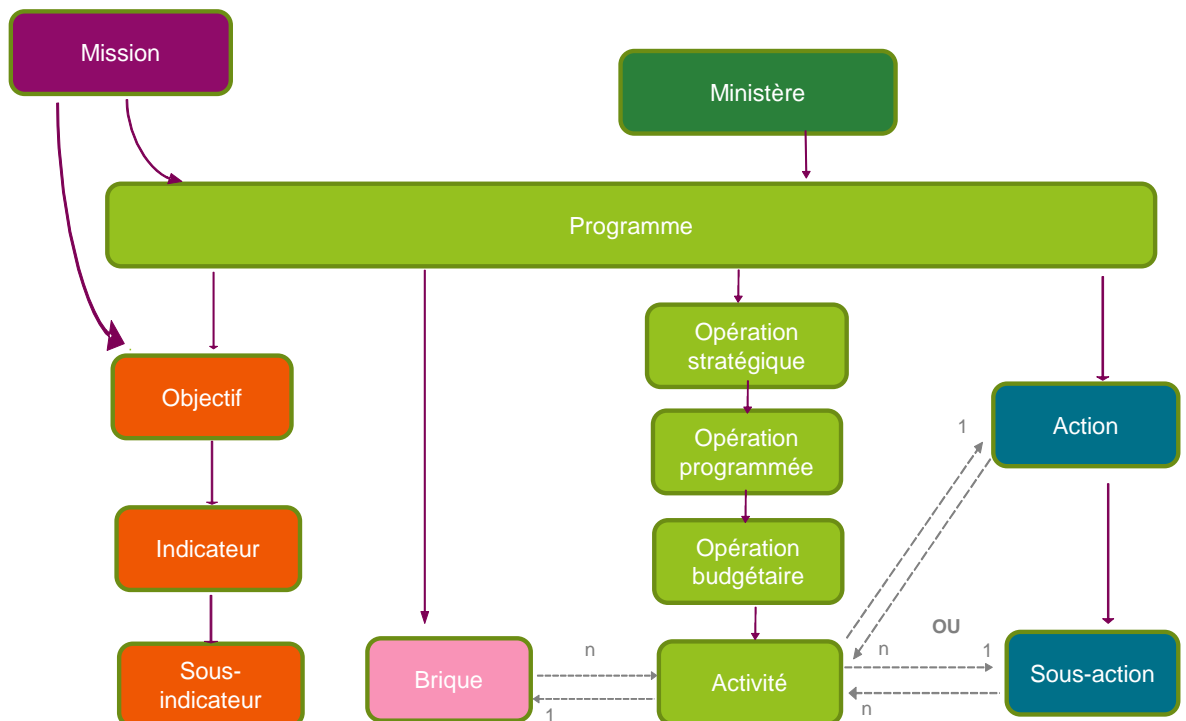 Mission
Ministère
Programme
Opération
stratégique
Objectif
Action
1
Opération
programmée
Indicateur
Opération
budgétaire
OU
n
n
1
Sous-
indicateur
Brique
Activité
Sous-action
1
n